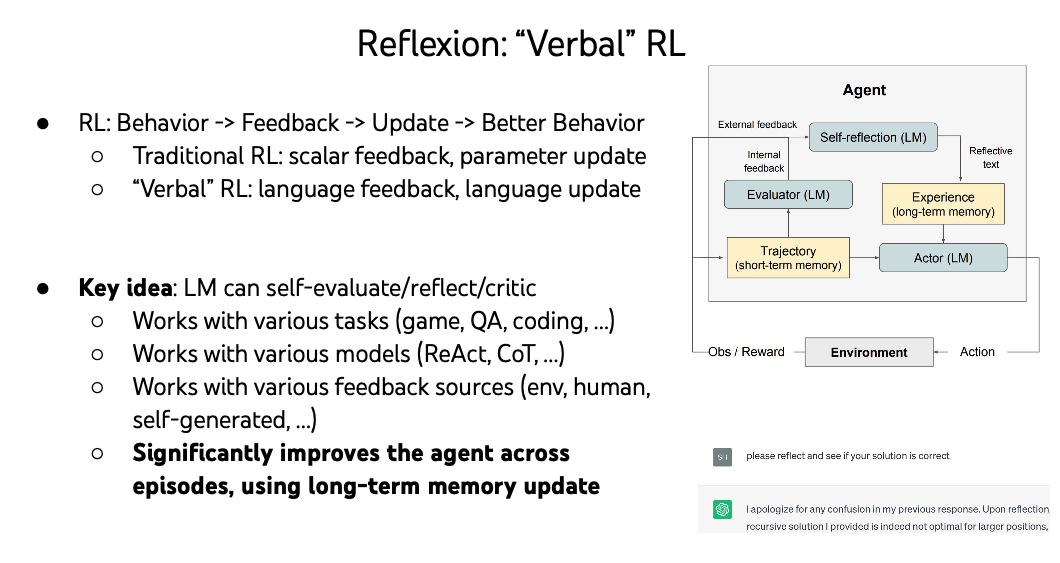 Reflexion: “Verbal” RL
● RL: Behavior -> Feedback -> Update -> Better Behavior
○ Traditional RL: scalar feedback, parameter update
○ “Verbal” RL: language feedback, language update
● Key idea: LM can self-evaluate/reflect/critic
○ Works with various tasks (game, QA, coding, ...)
○ Works with various models (ReAct, CoT, ...)
○ Works with various feedback sources (env, human,
self-generated, ...)
○ Significantly improves the agent across
episodes, using long-term memory update
Agent
External feedback
Self-reflection (LM)
Internal
feedback
Reflective
text
Evaluator (LM)
Experience
(long-term memory)
Trajectory
(short-term memory)
Actor (LM)
Obs / Reward
Environment
Action
SH
please reflect and see if your solution is correct
I apologize for any confusion in my previous response. Upon reflection,
recursive solution I provided is indeed not optimal for larger positions,